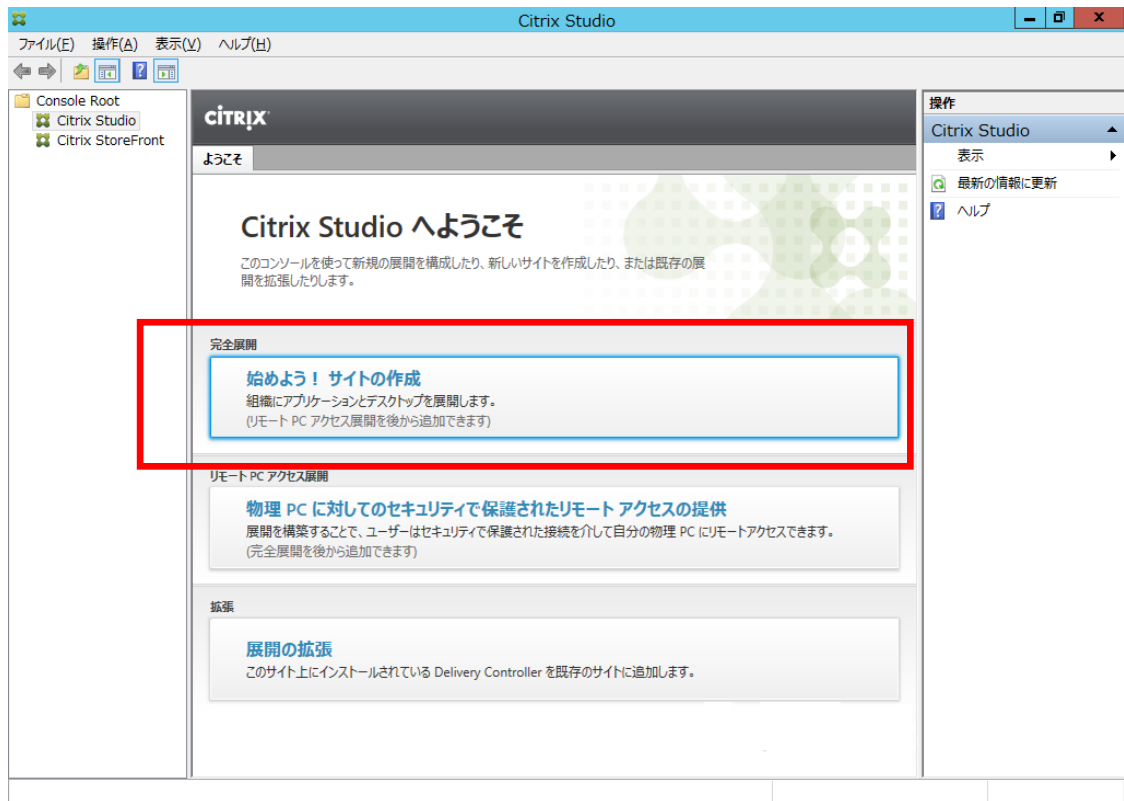 Citrix Studio
ファイル(F) 操作(A) 表示(V) ヘルプ(H)
Console Root
Citrix Studio
Citrix StoreFront
CITRIX
ようこそ
Citrix Studio へようこそ
このコンソールを使って新規の展開を構成したり、新しいサイトを作成したり、または既存の展
開を拡張したりします。
完全展開
始めよう！ サイトの作成
組織にアプリケーションとデスクトップを展開します。
(リモート PC アクセス展開を後から追加できます)
リモート PC アクセス展開
物理 PC に対してのセキュリティで保護されたリモート アクセスの提供
展開を構築することで、ユーザーはセキュリティで保護された接続を介して自分の物理 PC にリモートアクセスできます。
(完全展開を後から追加できます)
拡張
展開の拡張
このサイト上にインストールされている Delivery Controller を既存のサイトに追加します。
操作
Citrix Studio
表示
最新の情報に更新
ヘルプ